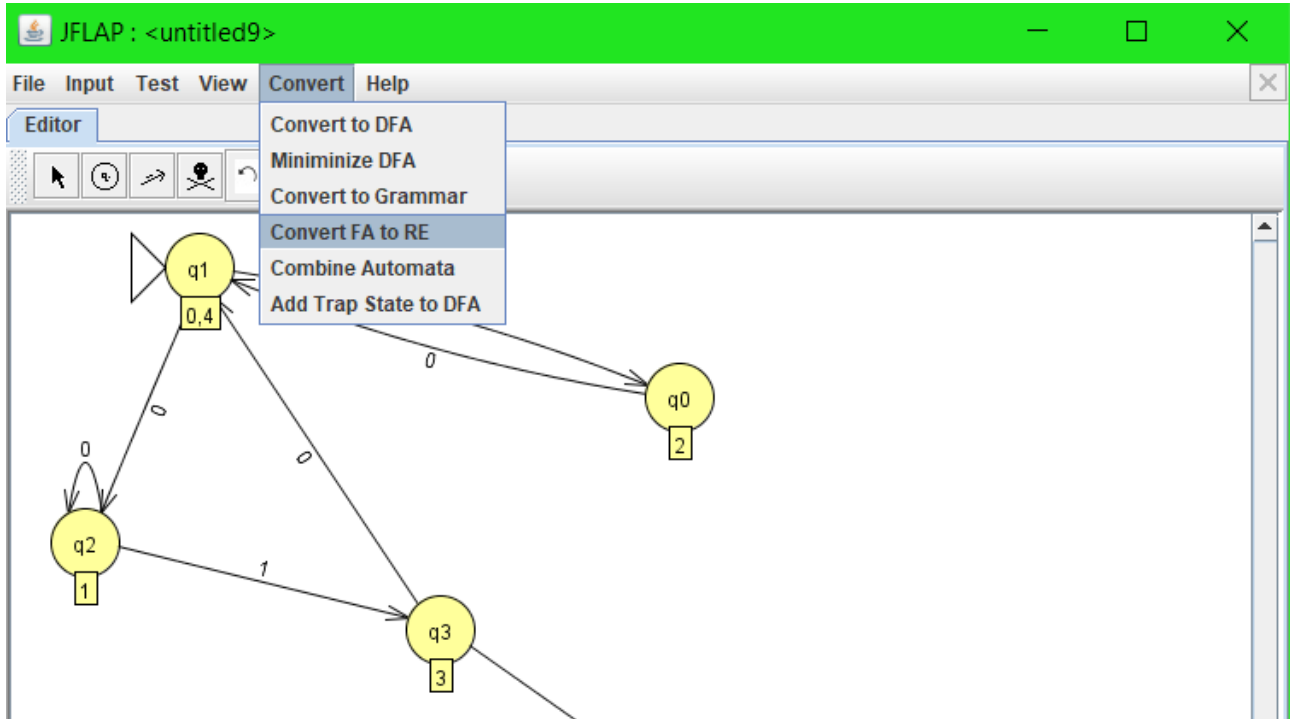 JFLAP : <untitled9>
File Input Test View Convert Help
Editor
Convert to DFA
Miniminize DFA
Convert to Grammar
Convert FA to RE
Combine Automata
Add Trap State to DFA
q1
0,4
0
q0
2
0
0
0
q2
1
1
q3
3